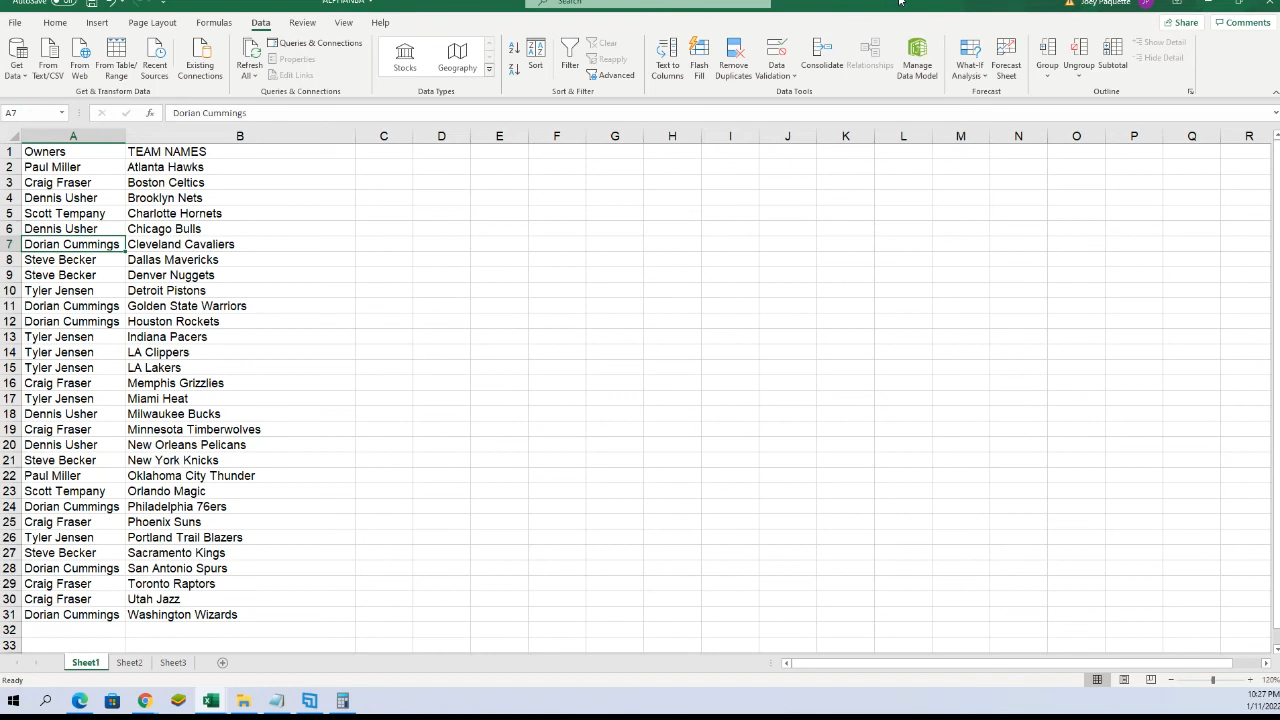 AutoSave Off ALPHANBA Search Joey Paquette JP
File Home Insert Page Layout Formulas Data Review View Help Share Comments
Get Data From Text/CSV From Web From Table/Range Recent Sources Existing Connections
Get & Transform Data
Refresh All Queries & Connections Properties Edit Links
Queries & Connections
Stocks Geography
Data Types
Sort Filter Clear Reapply Advanced
Sort & Filter
Text to Columns Flash Fill Remove Duplicates Data Validation Consolidate Relationships Manage Data Model
Data Tools
What-If Analysis Forecast Sheet
Forecast
Group Ungroup Subtotal Show Detail Hide Detail
Outline
A7 fx Dorian Cummings
A B C D E F G H I J K L M N O P Q R
1 Owners TEAM NAMES
2 Paul Miller Atlanta Hawks
3 Craig Fraser Boston Celtics
4 Dennis Usher Brooklyn Nets
5 Scott Tempany Charlotte Hornets
6 Dennis Usher Chicago Bulls
7 Dorian Cummings Cleveland Cavaliers
8 Steve Becker Dallas Mavericks
9 Steve Becker Denver Nuggets
10 Tyler Jensen Detroit Pistons
11 Dorian Cummings Golden State Warriors
12 Dorian Cummings Houston Rockets
13 Tyler Jensen Indiana Pacers
14 Tyler Jensen LA Clippers
15 Tyler Jensen LA Lakers
16 Craig Fraser Memphis Grizzlies
17 Tyler Jensen Miami Heat
18 Dennis Usher Milwaukee Bucks
19 Craig Fraser Minnesota Timberwolves
20 Dennis Usher New Orleans Pelicans
21 Steve Becker New York Knicks
22 Paul Miller Oklahoma City Thunder
23 Scott Tempany Orlando Magic
24 Dorian Cummings Philadelphia 76ers
25 Craig Fraser Phoenix Suns
26 Tyler Jensen Portland Trail Blazers
27 Steve Becker Sacramento Kings
28 Dorian Cummings San Antonio Spurs
29 Craig Fraser Toronto Raptors
30 Craig Fraser Utah Jazz
31 Dorian Cummings Washington Wizards
32
33
Sheet1 Sheet2 Sheet3
Ready 120%
10:27 PM
1/11/2022